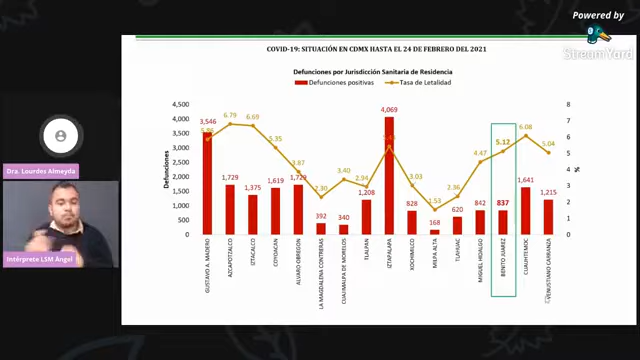 Powered by
StreamYard
COVID-19: SITUACIÓN EN CDMX HASTA EL 24 DE FEBRERO DEL 2021
Defunciones por Jurisdicción Sanitaria de Residencia
Defunciones positivas Tasa de Letalidad
Defunciones
4,500
4,000
3,500
3,000
2,500
2,000
1,500
1,000
500
0
8
7
6
5
4
3
2
1
0
%
3,546 1,729 1,375 1,619 1,729 392 340 1,208 4,069 828 168 620 842 837 1,641 1,215
6.79 6.69 5.35 3.87 2.30 3.40 2.94 3.03 1.53 2.36 4.47 5.12 6.08 5.04
GUSTAVO A. MADERO
AZCAPOTZALCO
IZTACALCO
COYOACAN
ALVARO OBREGON
LA MAGDALENA CONTRERAS
CUAJIMALPA DE MORELOS
TLALPAN
IZTAPALAPA
XOCHIMILCO
MILPA ALTA
TLAHUAC
MIGUEL HIDALGO
BENITO JUAREZ
CUAUHTEMOC
VENUSTIANO CARRANZA
Dra. Lourdes Almeyda
Intérprete LSM Ángel